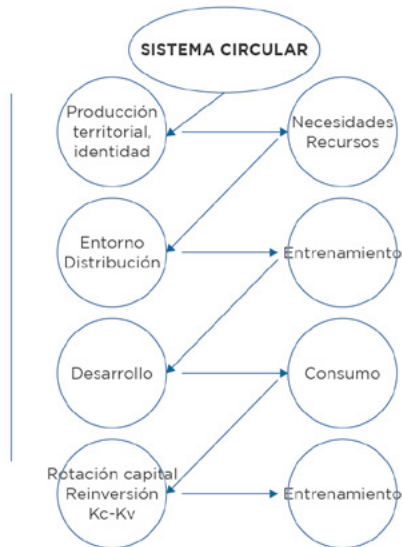 SISTEMA CIRCULAR
Producción
territorial,
identidad
Necesidades
Recursos
Entorno
Distribución
Entrenamiento
Desarrollo
Consumo
Rotación capital
Reinversión
Kc-Kv
Entrenamiento